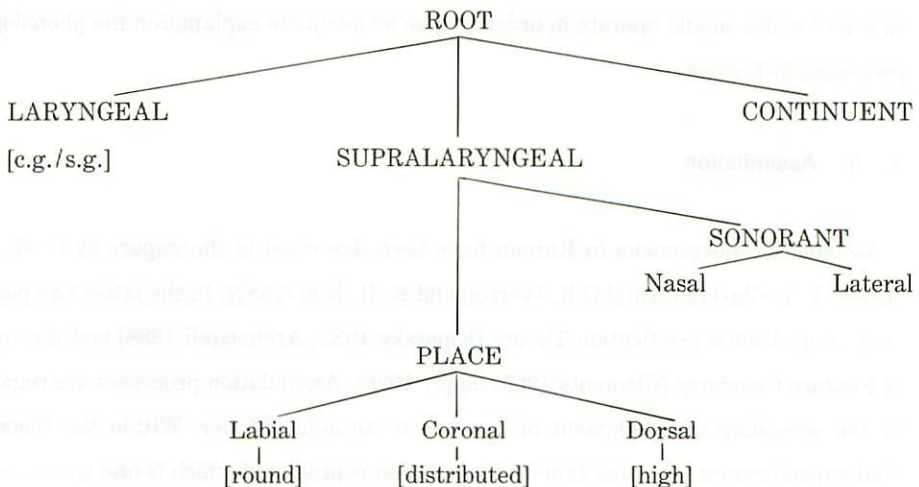 ROOT
LARYNGEAL CONTINUENT
[c.g./s.g.] SUPRALARYNGEAL
SONORANT
Nasal Lateral
PLACE
Labial Coronal Dorsal
[round] [distributed] [high]